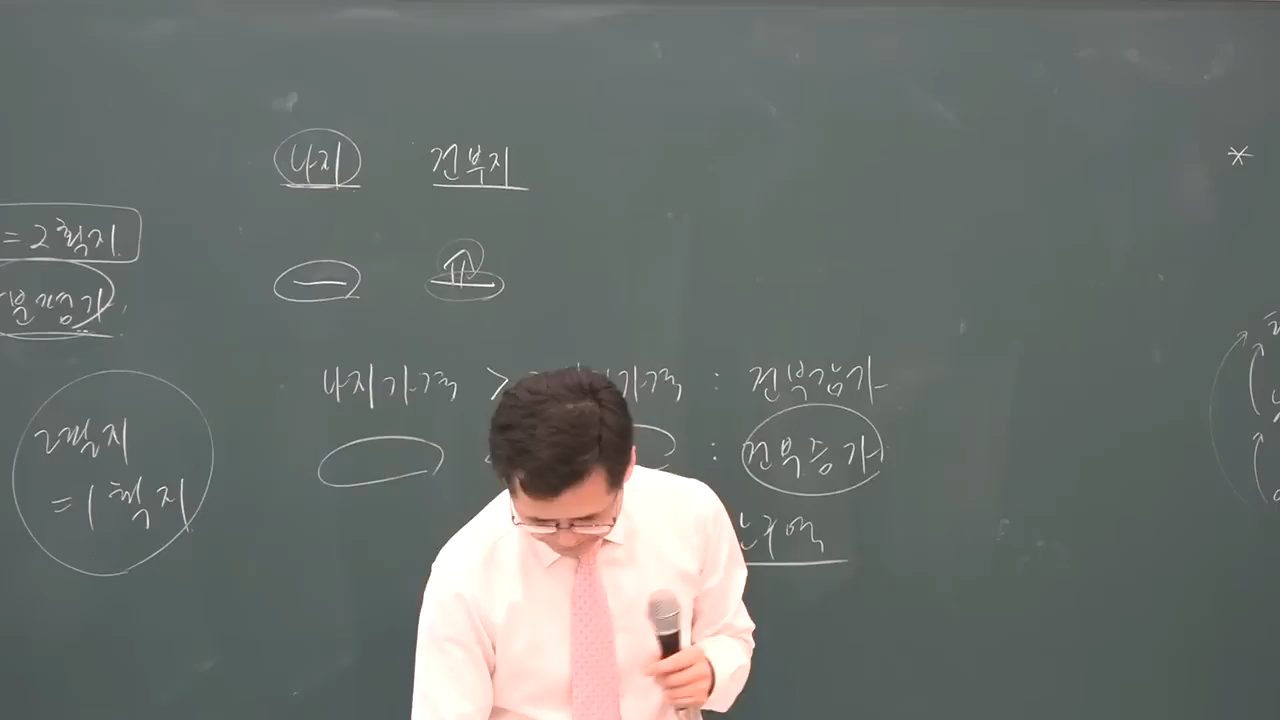 나지 건부지
= 2획지
나지가격 > 가격 : 건부감가
: 건부증가
2필지
= 1획지